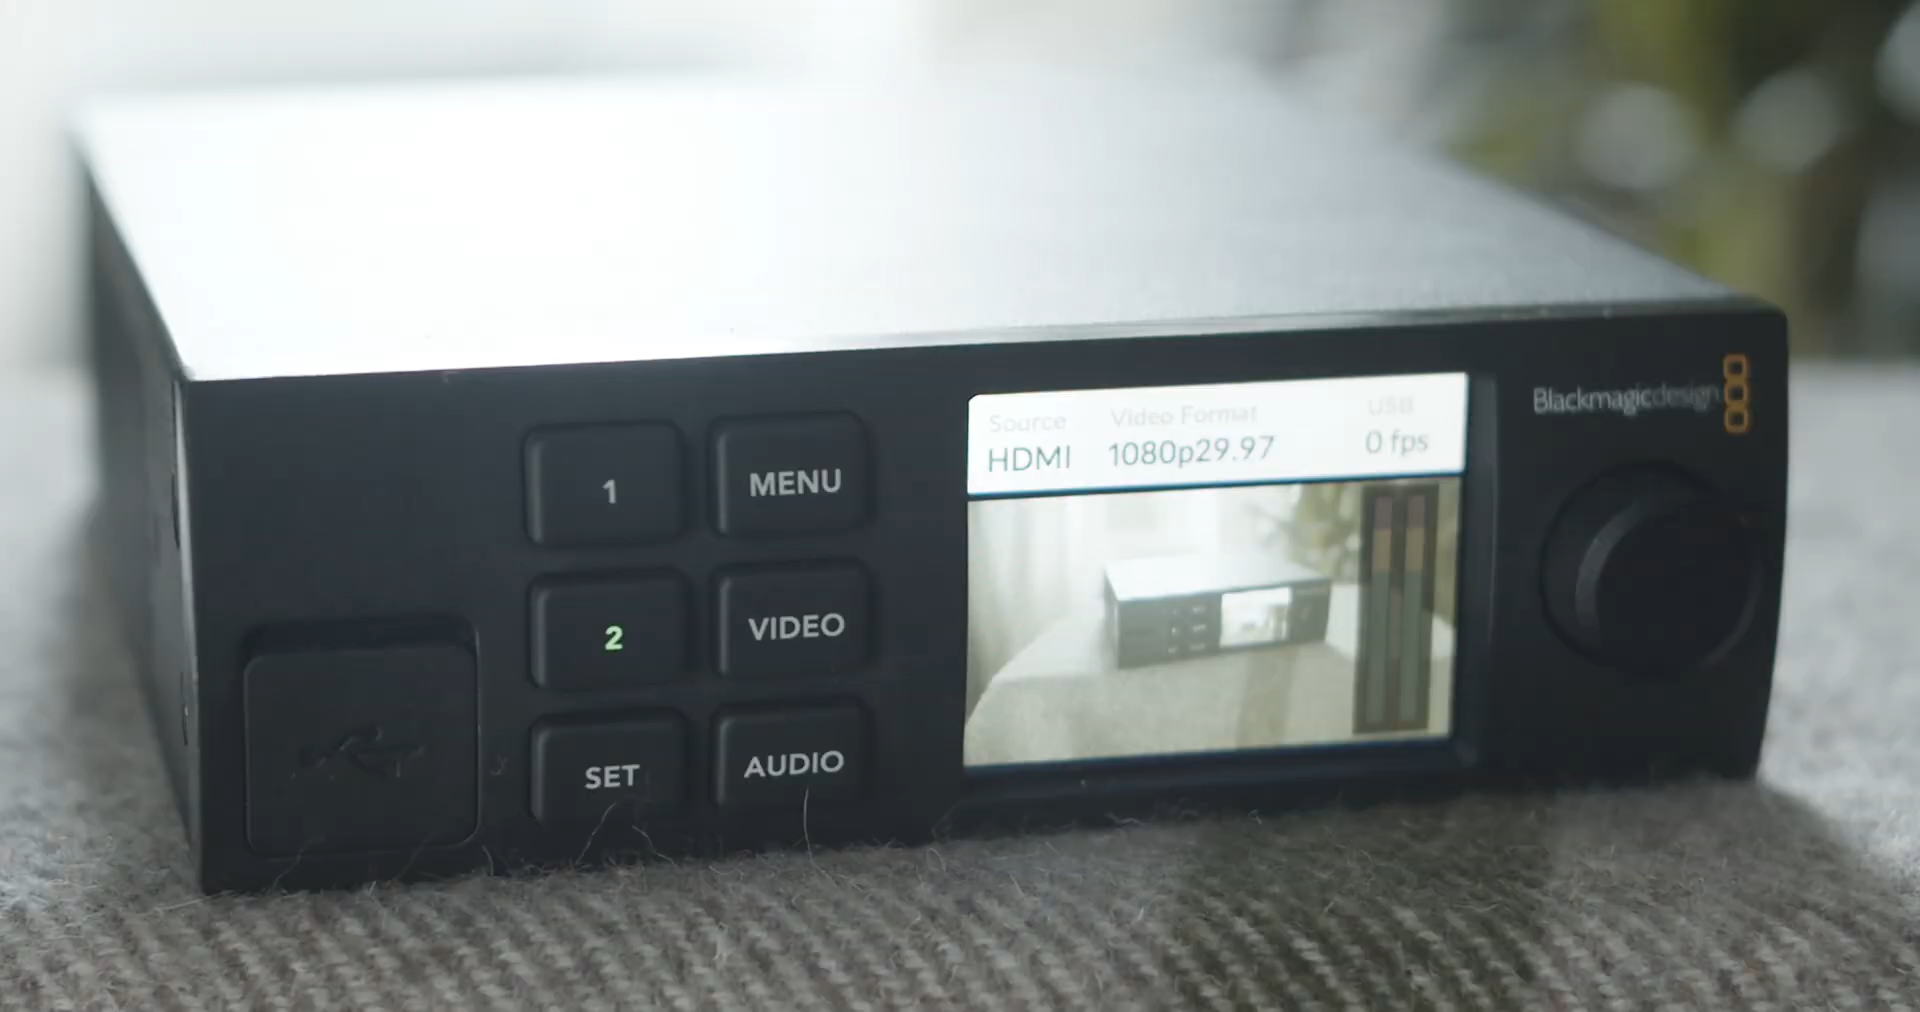 1
MENU
2
VIDEO
SET
AUDIO
Source Video Format USB
HDMI 1080p29.97 0 fps
Blackmagicdesign